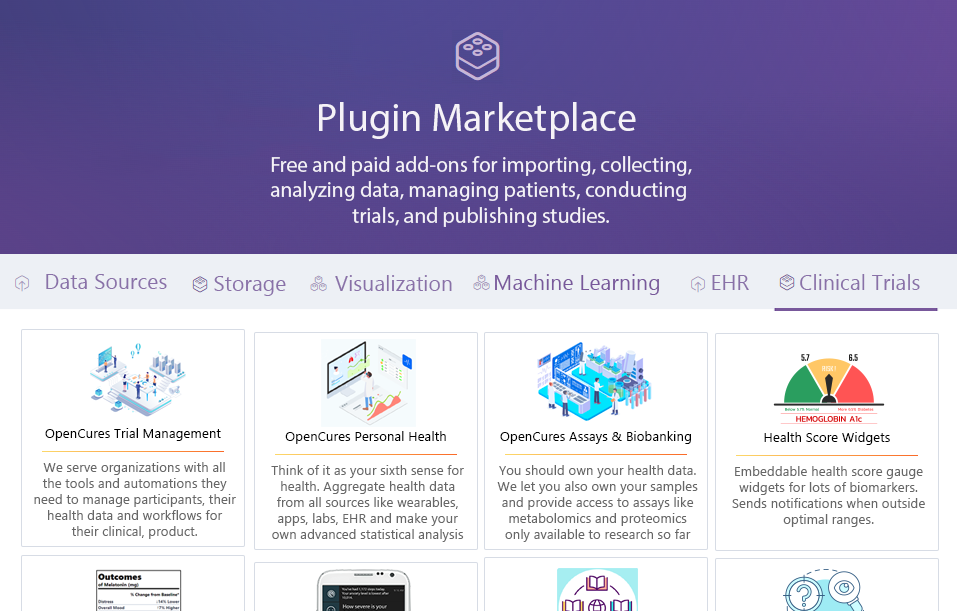 Plugin Marketplace
Free and paid add-ons for importing, collecting,
analyzing data, managing patients, conducting
trials, and publishing studies.
Data Sources
Storage
Visualization
Machine Learning
EHR
Clinical Trials
OpenCures Trial Management
We serve organizations with all
the tools and automations they
need to manage participants, their
health data and workflows for
their clinical, product.
OpenCures Personal Health
Think of it as your sixth sense for
health. Aggregate health data
from all sources like wearables,
apps, labs, EHR and make your
own advanced statistical analysis
OpenCures Assays & Biobanking
You should own your health data.
We let you also own your samples
and provide access to assays like
metabolomics and proteomics
only available to research so far
5.7
6.5
HEMOGLOBIN A1c
Health Score Widgets
Embeddable health score gauge
widgets for lots of biomarkers.
Sends notifications when outside
optimal ranges.
Outcomes
of Melatonin (mg)
% Change from Baseline*
Distress
↓14% Lower
Overall Mood
↑7% Higher
How severe is your